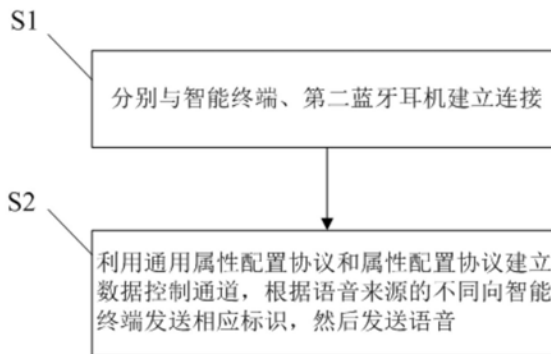 S1
分别与智能终端、第二蓝牙耳机建立连接
S2
利用通用属性配置协议和属性配置协议建立
数据控制通道，根据语音来源的不同向智能
终端发送相应标识，然后发送语音